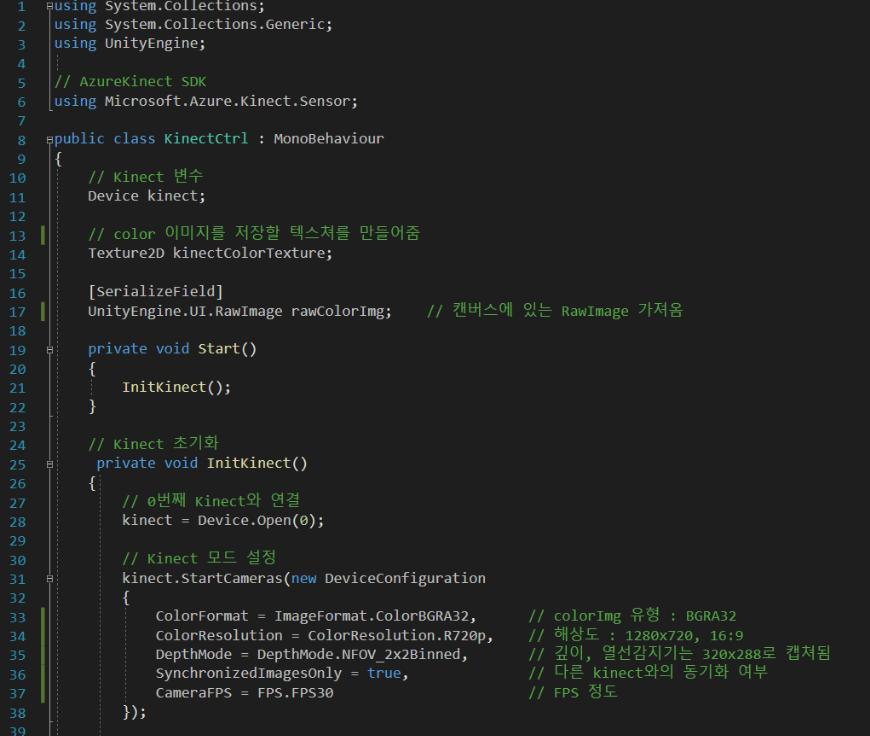 1 using System.Collections;
2 using System.Collections.Generic;
3 using UnityEngine;
4
5 // AzureKinect SDK
6 using Microsoft.Azure.Kinect.Sensor;
7
8 public class KinectCtrl : MonoBehaviour
9 {
10 // Kinect 변수
11 Device kinect;
12
13 // color 이미지를 저장할 텍스쳐를 만들어줌
14 Texture2D kinectColorTexture;
15
16 [SerializeField]
17 UnityEngine.UI.RawImage rawColorImg; // 캔버스에 있는 RawImage 가져옴
18
19 private void Start()
20 {
21 InitKinect();
22 }
23
24 // Kinect 초기화
25 private void InitKinect()
26 {
27 // 0번째 Kinect와 연결
28 kinect = Device.Open(0);
29
30 // Kinect 모드 설정
31 kinect.StartCameras(new DeviceConfiguration
32 {
33 ColorFormat = ImageFormat.ColorBGRA32, // colorImg 유형 : BGRA32
34 ColorResolution = ColorResolution.R720p, // 해상도 : 1280x720, 16:9
35 DepthMode = DepthMode.NFOV_2x2Binned, // 깊이, 열선감지기는 320x288로 캡쳐됨
36 SynchronizedImagesOnly = true, // 다른 kinect와의 동기화 여부
37 CameraFPS = FPS.FPS30 // FPS 정도
38 });
39